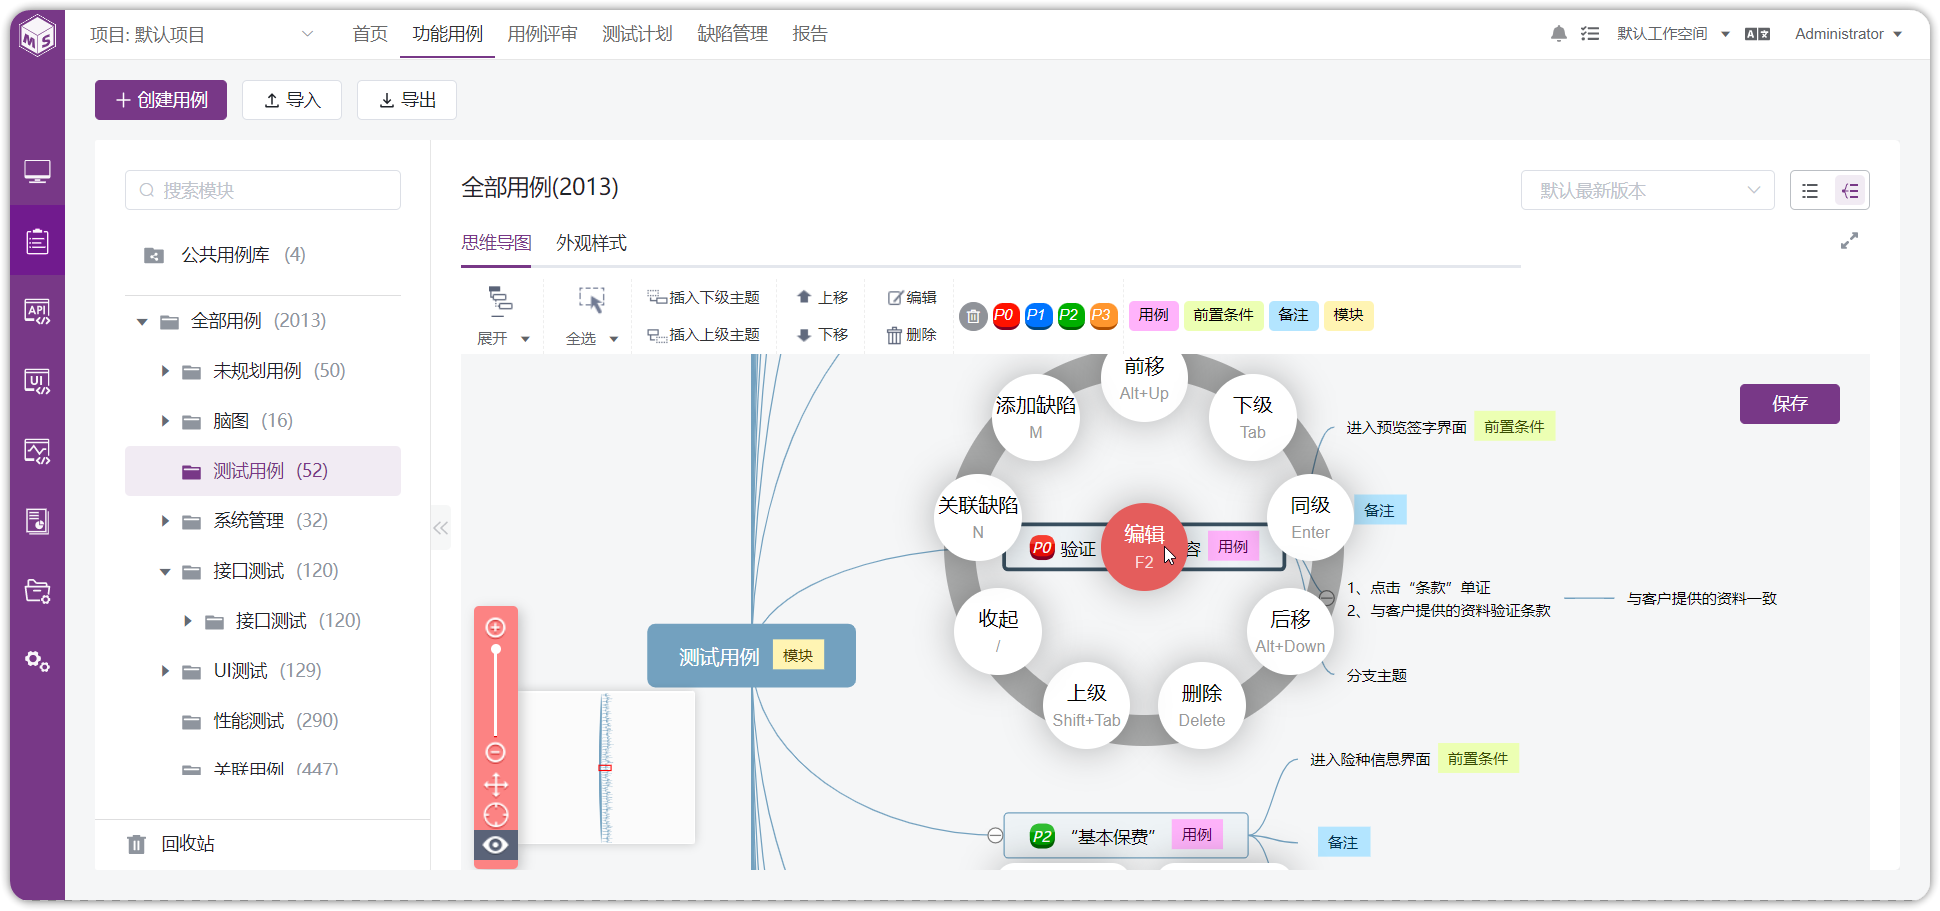 MS
项目: 默认项目
首页
功能用例
用例评审
测试计划
缺陷管理
报告
默认工作空间
A文
Administrator
创建用例
导入
导出
API
UI
搜索模块
公共用例库 (4)
全部用例 (2013)
未规划用例 (50)
脑图 (16)
测试用例 (52)
系统管理 (32)
接口测试 (120)
接口测试 (120)
UI测试 (129)
性能测试 (290)
关联用例 (447)
回收站
全部用例(2013)
默认最新版本
思维导图
外观样式
展开
全选
插入下级主题
插入上级主题
上移
下移
编辑
删除
P0
P1
P2
P3
用例
前置条件
备注
模块
保存
前移
Alt+Up
添加缺陷
M
下级
Tab
关联缺陷
N
同级
Enter
编辑
F2
收起
/
后移
Alt+Down
上级
Shift+Tab
删除
Delete
P0 验证
容 用例
进入预览签字界面 前置条件
备注
1、点击“条款”单证
2、与客户提供的资料验证条款
与客户提供的资料一致
分支主题
测试用例 模块
进入险种信息界面 前置条件
P2 “基本保费” 用例
备注